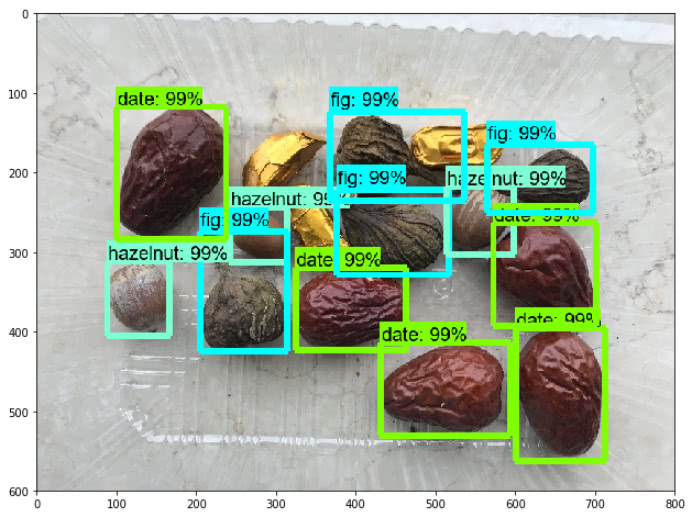 0
100
200
300
400
500
600
date: 99%
fig: 99%
fig: 99%
fig: 99%
hazelnut: 99%
hazelnut: 99%
fig: 99%
date: 99%
hazelnut: 99%
date: 99%
date: 99%
date: 99%
0
100
200
300
400
500
600
700
800